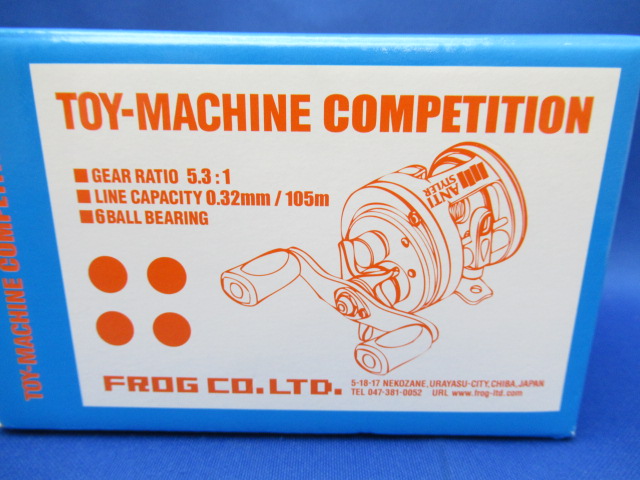 TOY-MACHINE COMPETITION
GEAR RATIO 5.3:1
LINE CAPACITY 0.32mm / 105m
6 BALL BEARING
ANTI
STYLER
FROG CO.LTD.
5-18-17 NEKOZANE, URAYASU-CITY, CHIBA, JAPAN
TEL 047-381-0052 URL www.frog-ltd.com
TOY-MACHINE COMPETI